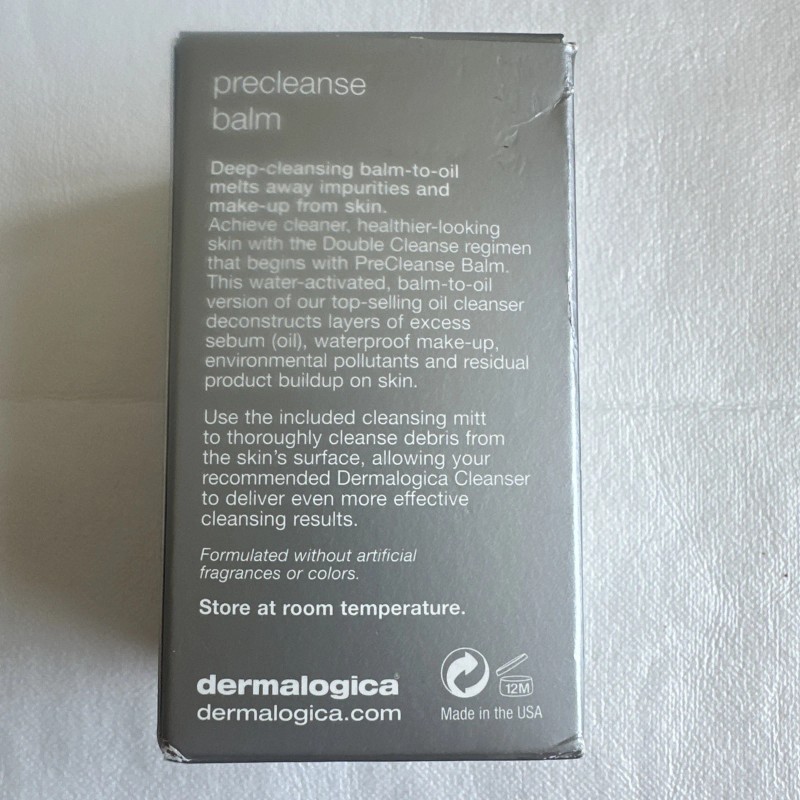 precleanse
balm
Deep-cleansing balm-to-oil
melts away impurities and
make-up from skin.
Achieve cleaner, healthier-looking
skin with the Double Cleanse regimen
that begins with PreCleanse Balm.
This water-activated, balm-to-oil
version of our top-selling oil cleanser
deconstructs layers of excess
sebum (oil), waterproof make-up,
environmental pollutants and residual
product buildup on skin.
Use the included cleansing mitt
to thoroughly cleanse debris from
the skin's surface, allowing your
recommended Dermalogica Cleanser
to deliver even more effective
cleansing results.
Formulated without artificial
fragrances or colors.
Store at room temperature.
dermalogica®
dermalogica.com
12M
Made in the USA